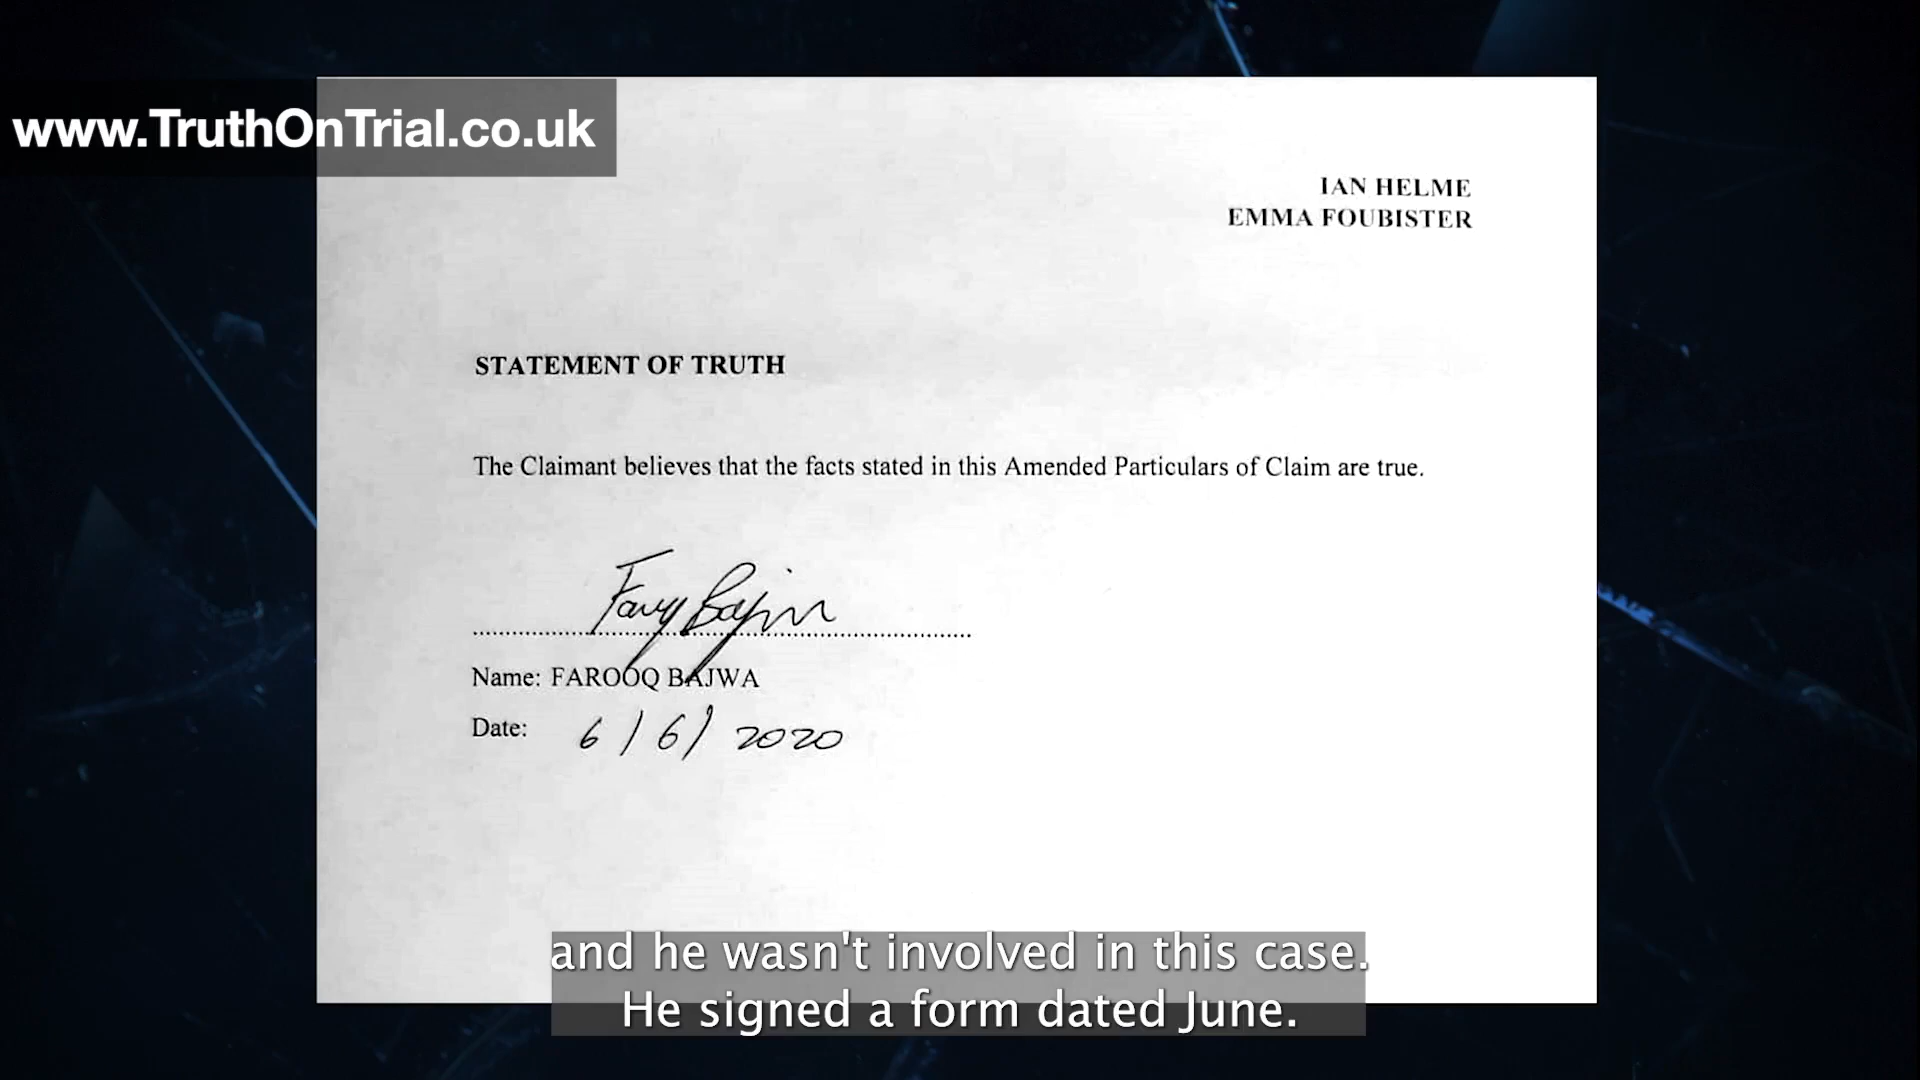 www.TruthOnTrial.co.uk
IAN HELME
EMMA FOUBISTER
STATEMENT OF TRUTH
The Claimant believes that the facts stated in this Amended Particulars of Claim are true.
Farooq Bajwa
Name: FAROOQ BAJWA
Date: 6/6/2020
and he wasn't involved in this case.
He signed a form dated June.